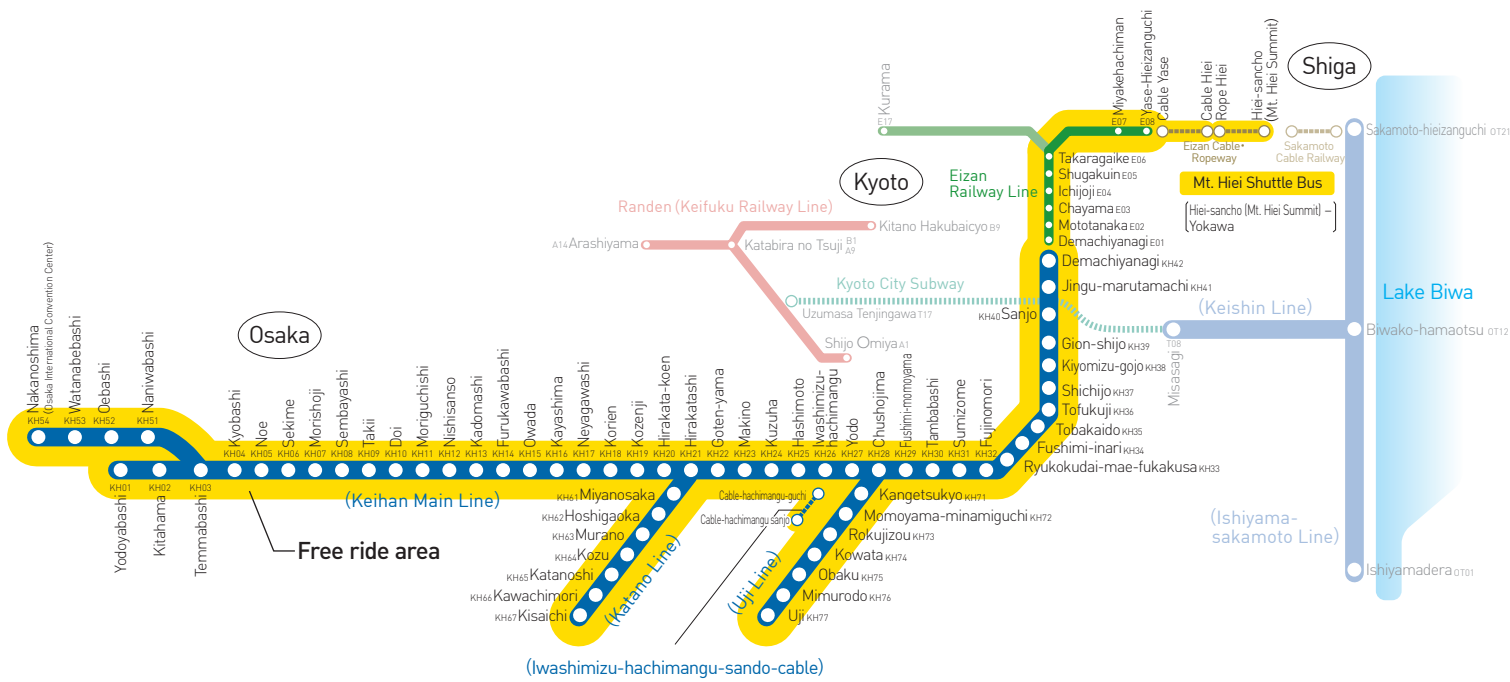 Shiga
Kurama
E17
Miyakehachiman
E07
Yase-Hieizanguchi
E08
Cable Yase
Cable Hiei
Rope Hiei
Hiei-sancho
(Mt. Hiei Summit)
Eizan Cable・
Ropeway
Sakamoto
Cable Railway
Sakamoto-hieizanguchi OT21
Kyoto
Eizan
Railway Line
Takaragaike E06
Shugakuin E05
Ichijoji E04
Chayama E03
Mototanaka E02
Demachiyanagi E01
Mt. Hiei Shuttle Bus
Hiei-sancho (Mt. Hiei Summit) –
Yokawa
Randen (Keifuku Railway Line)
A14 Arashiyama
Katabira no Tsuji B1
A9
Kitano Hakubaicyo B9
Kyoto City Subway
Uzumasa Tenjingawa T17
Shijo Omiya A1
Demachiyanagi KH42
Jingu-marutamachi KH41
KH40 Sanjo
Gion-shijo KH39
Kiyomizu-gojo KH38
Shichijo KH37
Tofukuji KH36
Tobakaido KH35
Fushimi-inari KH34
Ryukokudai-mae-fukakusa KH33
(Keishin Line)
T08
Misasagi
Lake Biwa
Biwako-hamaotsu OT12
(Ishiyama-
sakamoto Line)
Ishiyamadera OT01
Osaka
Nakanoshima
(Osaka International Convention Center)
KH54
Watanabebashi
KH53
Oebashi
KH52
Naniwabashi
KH51
Kyobashi
KH04
Noe
KH05
Sekime
KH06
Morishoji
KH07
Sembayashi
KH08
Takii
KH09
Doi
KH10
Moriguchishi
KH11
Nishisanso
KH12
Kadomashi
KH13
Furukawabashi
KH14
Owada
KH15
Kayashima
KH16
Neyagawashi
KH17
Korien
KH18
Kozenji
KH19
Hirakata-koen
KH20
Hirakatashi
KH21
Goten-yama
KH22
Makino
KH23
Kuzuha
KH24
Hashimoto
KH25
Iwashimizu-
hachimangu
KH26
Yodo
KH27
Chushojima
KH28
Fushimi-momoyama
KH29
Tambabashi
KH30
Sumizome
KH31
Fujinomori
KH32
KH01
Yodoyabashi
KH02
Kitahama
KH03
Temmabashi
(Keihan Main Line)
Free ride area
KH61 Miyanosaka
KH62 Hoshigaoka
KH63 Murano
KH64 Kozu
KH65 Katanoshi
KH66 Kawachimori
KH67 Kisaichi
(Katano Line)
Cable-hachimangu-guchi
Cable-hachimangu sanjo
(Iwashimizu-hachimangu-sando-cable)
Kangetsukyo KH71
Momoyama-minamiguchi KH72
Rokujizou KH73
Kowata KH74
Obaku KH75
Mimurodo KH76
Uji KH77
(Uji Line)